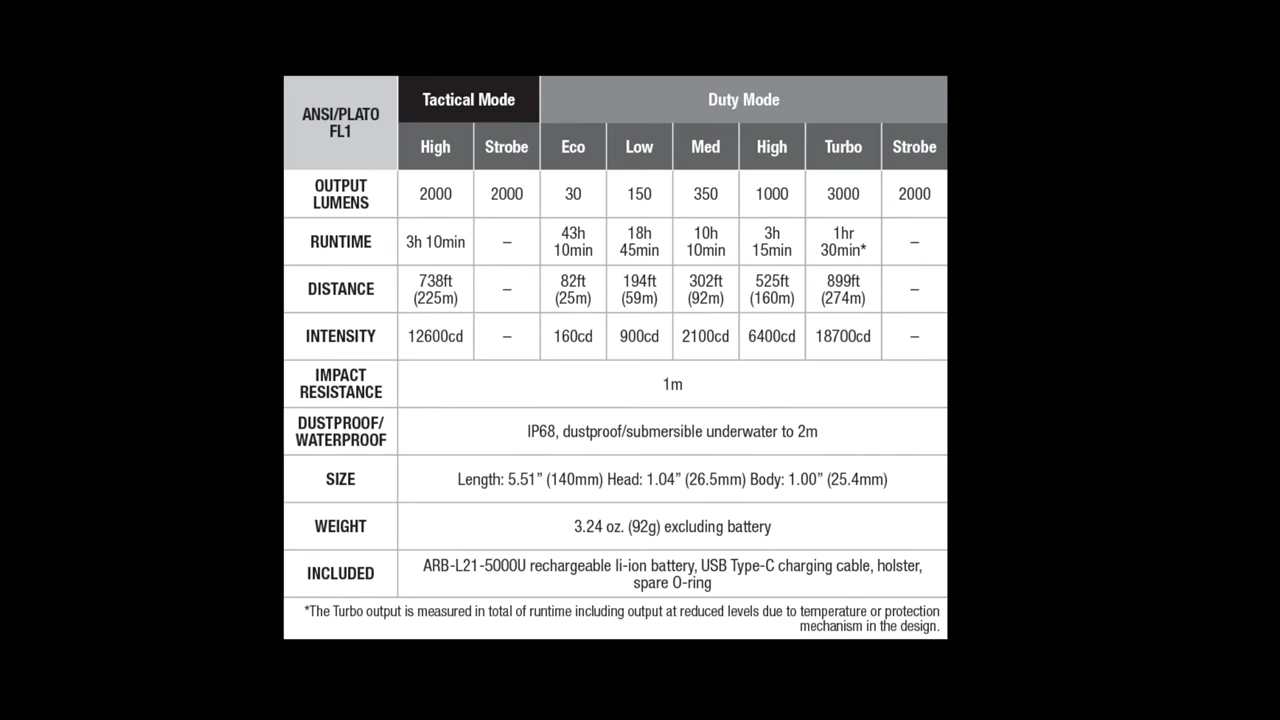 ANSI/PLATO
FL1
Tactical Mode
Duty Mode
High
Strobe
Eco
Low
Med
High
Turbo
Strobe
OUTPUT
LUMENS
2000
2000
30
150
350
1000
3000
2000
RUNTIME
3h 10min
–
43h
10min
18h
45min
10h
10min
3h
15min
1hr
30min*
–
DISTANCE
738ft
(225m)
–
82ft
(25m)
194ft
(59m)
302ft
(92m)
525ft
(160m)
899ft
(274m)
–
INTENSITY
12600cd
–
160cd
900cd
2100cd
6400cd
18700cd
–
IMPACT
RESISTANCE
1m
DUSTPROOF/
WATERPROOF
IP68, dustproof/submersible underwater to 2m
SIZE
Length: 5.51” (140mm) Head: 1.04” (26.5mm) Body: 1.00” (25.4mm)
WEIGHT
3.24 oz. (92g) excluding battery
INCLUDED
ARB-L21-5000U rechargeable li-ion battery, USB Type-C charging cable, holster,
spare O-ring
*The Turbo output is measured in total of runtime including output at reduced levels due to temperature or protection
mechanism in the design.